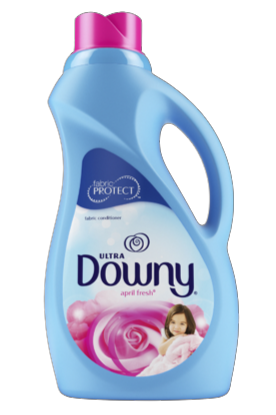 fabric
PROTECT
fabric conditioner
ULTRA
Downy®
april fresh®